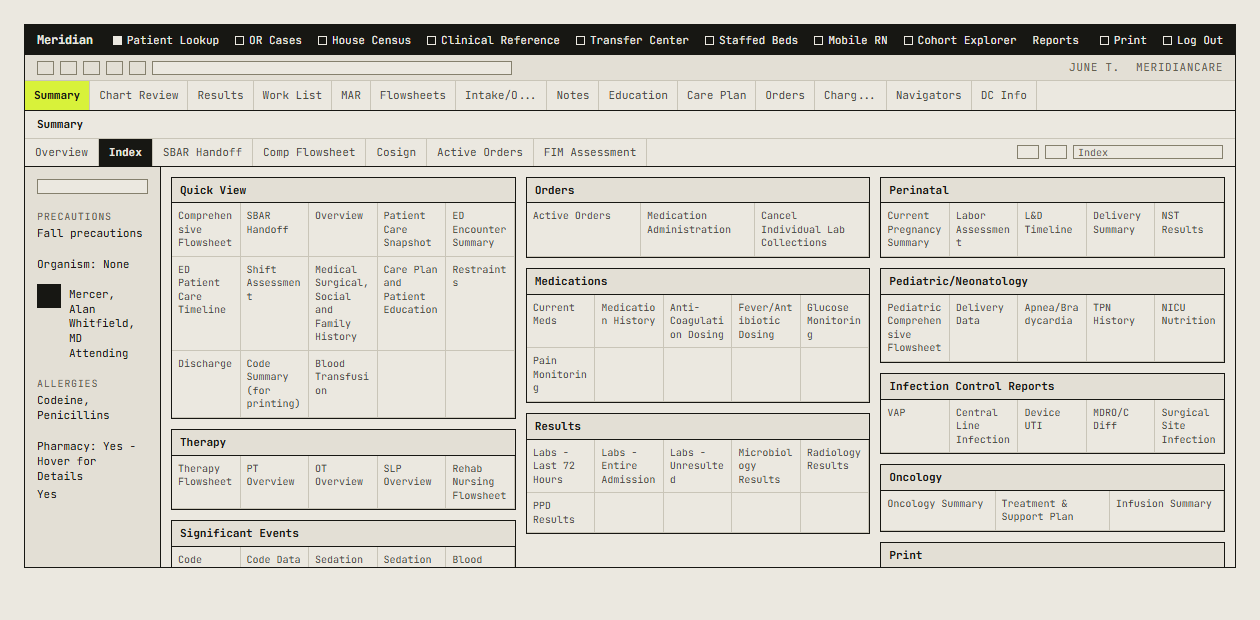 Meridian Patient Lookup OR Cases House Census Clinical Reference Transfer Center Staffed Beds Mobile RN Cohort Explorer Reports Print Log Out
JUNE T. MERIDIANCARE
Summary Chart Review Results Work List MAR Flowsheets Intake/O... Notes Education Care Plan Orders Charg... Navigators DC Info
Summary
Overview Index SBAR Handoff Comp Flowsheet Cosign Active Orders FIM Assessment Index
PRECAUTIONS
Fall precautions
Organism: None
Mercer,
Alan
Whitfield,
MD
Attending
ALLERGIES
Codeine,
Penicillins
Pharmacy: Yes -
Hover for
Details
Yes
Quick View
Comprehen
sive
Flowsheet
SBAR
Handoff
Overview
Patient
Care
Snapshot
ED
Encounter
Summary
ED
Patient
Care
Timeline
Shift
Assessmen
t
Medical
Surgical,
Social
and
Family
History
Care Plan
and
Patient
Education
Restraint
s
Discharge
Code
Summary
(for
printing)
Blood
Transfusi
on
Therapy
Therapy
Flowsheet
PT
Overview
OT
Overview
SLP
Overview
Rehab
Nursing
Flowsheet
Significant Events
Code
Code Data
Sedation
Sedation
Blood
Orders
Active Orders
Medication
Administration
Cancel
Individual Lab
Collections
Medications
Current
Meds
Medicatio
n History
Anti-
Coagulati
on Dosing
Fever/Ant
ibiotic
Dosing
Glucose
Monitorin
g
Pain
Monitorin
g
Results
Labs -
Last 72
Hours
Labs -
Entire
Admission
Labs -
Unresulte
d
Microbiol
ogy
Results
Radiology
Results
PPD
Results
Perinatal
Current
Pregnancy
Summary
Labor
Assessmen
t
L&D
Timeline
Delivery
Summary
NST
Results
Pediatric/Neonatology
Pediatric
Comprehen
sive
Flowsheet
Delivery
Data
Apnea/Bra
dycardia
TPN
History
NICU
Nutrition
Infection Control Reports
VAP
Central
Line
Infection
Device
UTI
MDRO/C
Diff
Surgical
Site
Infection
Oncology
Oncology Summary
Treatment &
Support Plan
Infusion Summary
Print